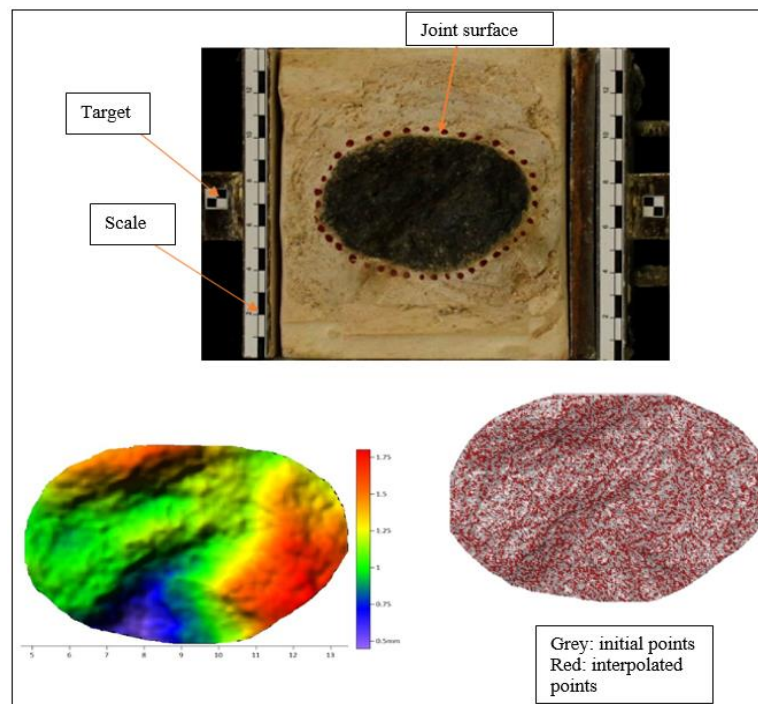 Joint surface
Target
Scale
1.75
1.5
1.25
1
0.75
0.5mm
5 6 7 8 9 10 11 12 13
Grey: initial points
Red: interpolated
points